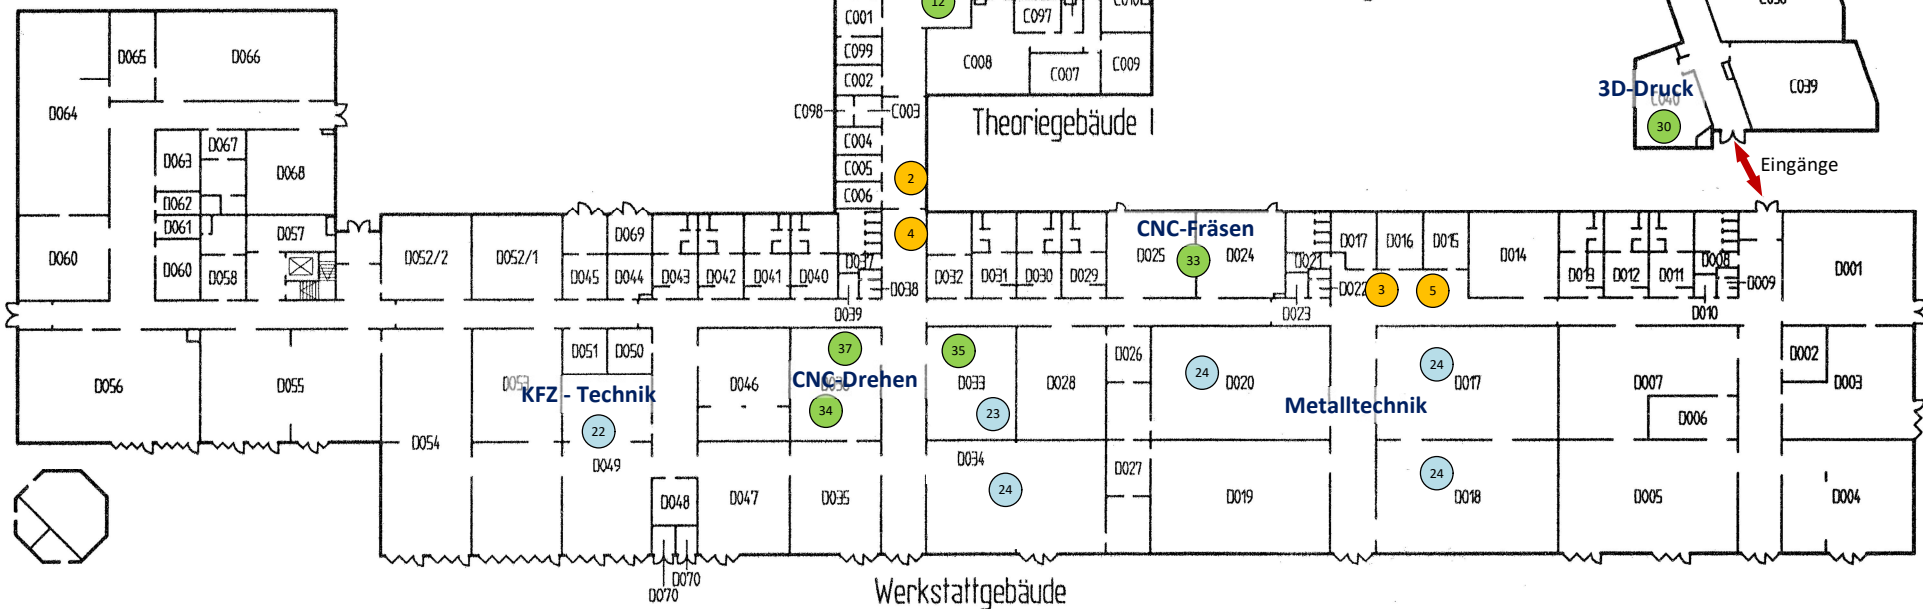 12
C001
C097
C099
C008
C002
C007
C009
C098
C003
C004
C005
C006
2
4
Theoriegebäude I
C039
3D-Druck
C040
30
Eingänge
D065
D066
D064
D067
D063
D068
D062
D061
D057
D060
D060
D058
D052/2
D052/1
D069
D045
D044
D043
D042
D041
D040
D037
D038
D039
D032
D031
D030
D029
CNC-Fräsen
D025
33
D024
D021
D022
D023
D017
D016
D015
3
5
D014
D013
D012
D011
D008
D009
D010
D001
D056
D055
D054
D053
D051
D050
KFZ - Technik
22
D049
D048
D070
D070
D046
D047
37
CNC-Drehen
34
D035
35
D033
23
D034
24
D028
D026
D027
24
D020
D019
Metalltechnik
24
D017
24
D018
D007
D006
D005
D002
D003
D004
Werkstattgebäude